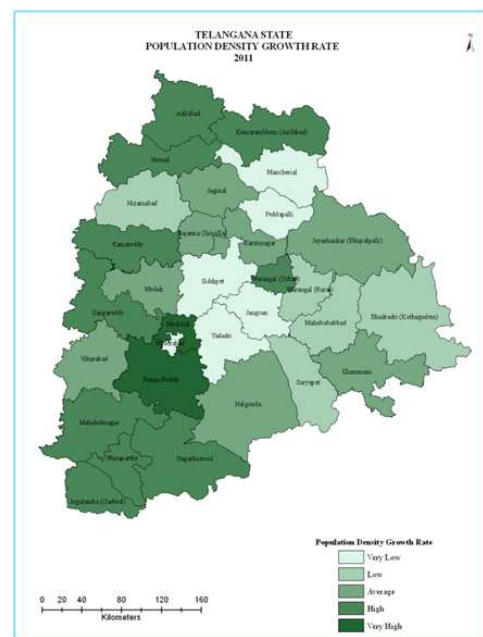 TELANGANA STATE
POPULATION DENSITY GROWTH RATE
2011
N
Adilabad
Komarambheem (Asifabad)
Nirmal
Mancherial
Nizamabad
Jagtial
Peddapalli
Kamareddy
Rajanna (Sircilla)
Karimnagar
Jayashankar (Bhupalpalli)
Medak
Siddipet
Warangal (Urban)
Warangal (Rural)
Sangareddy
Jangaon
Mahabubabad
Bhadradri (Kothagudem)
Medchal
Hyderabad
Yadadri
Vikarabad
Ranga Reddy
Suryapet
Khammam
Nalgonda
Mahabubnagar
Wanaparthy
Nagarkurnool
Jogulamba (Gadwal)
Population Density Growth Rate
Very Low
Low
Average
High
Very High
0 20 40 80 120 160
Kilometers